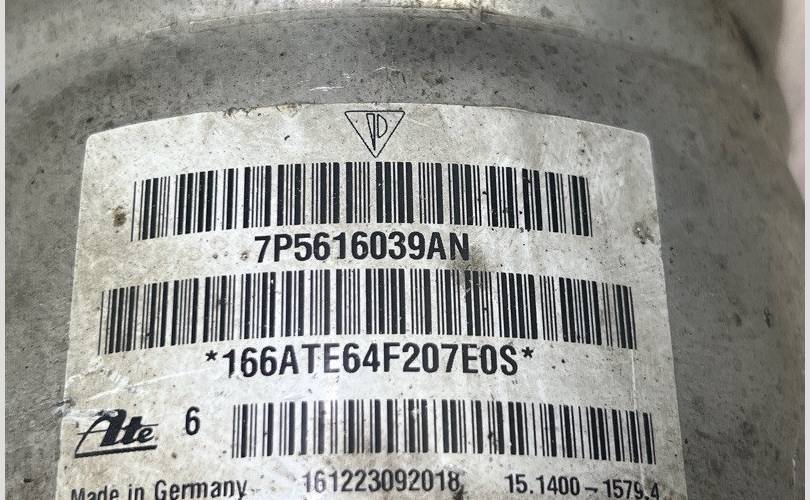 7P5616039AN
*166ATE64F207E0S*
Ate 6
Made in Germany 161223092018 15.1400-1579.4